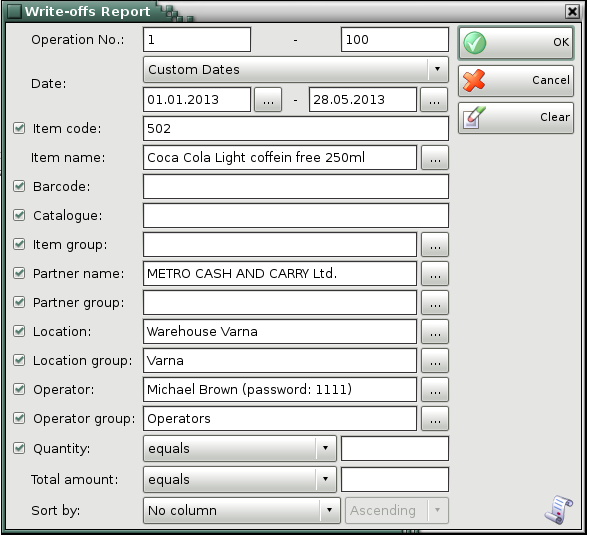 Write-offs Report
Operation No.: 1 - 100 OK
Date: Custom Dates Cancel
01.01.2013 ... - 28.05.2013 ...
Item code: 502 Clear
Item name: Coca Cola Light coffein free 250ml ...
Barcode:
Catalogue:
Item group: ...
Partner name: METRO CASH AND CARRY Ltd. ...
Partner group: ...
Location: Warehouse Varna ...
Location group: Varna ...
Operator: Michael Brown (password: 1111) ...
Operator group: Operators ...
Quantity: equals
Total amount: equals
Sort by: No column Ascending